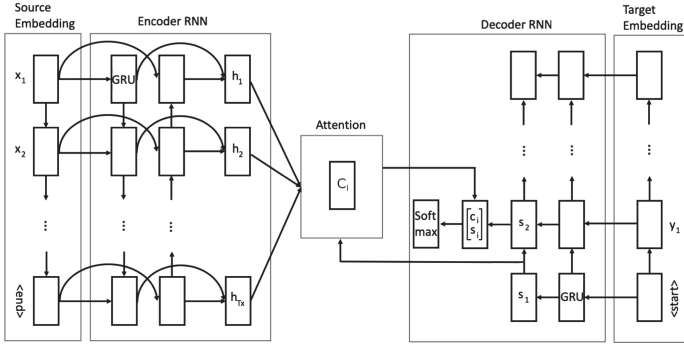 Source
Embedding
Encoder RNN
Decoder RNN
Target
Embedding
x1
GRU
h1
x2
h2
...
...
...
<end>
hTx
Attention
Ci
Soft
max
ci
si
s2
s1
GRU
...
...
...
y1
<start>